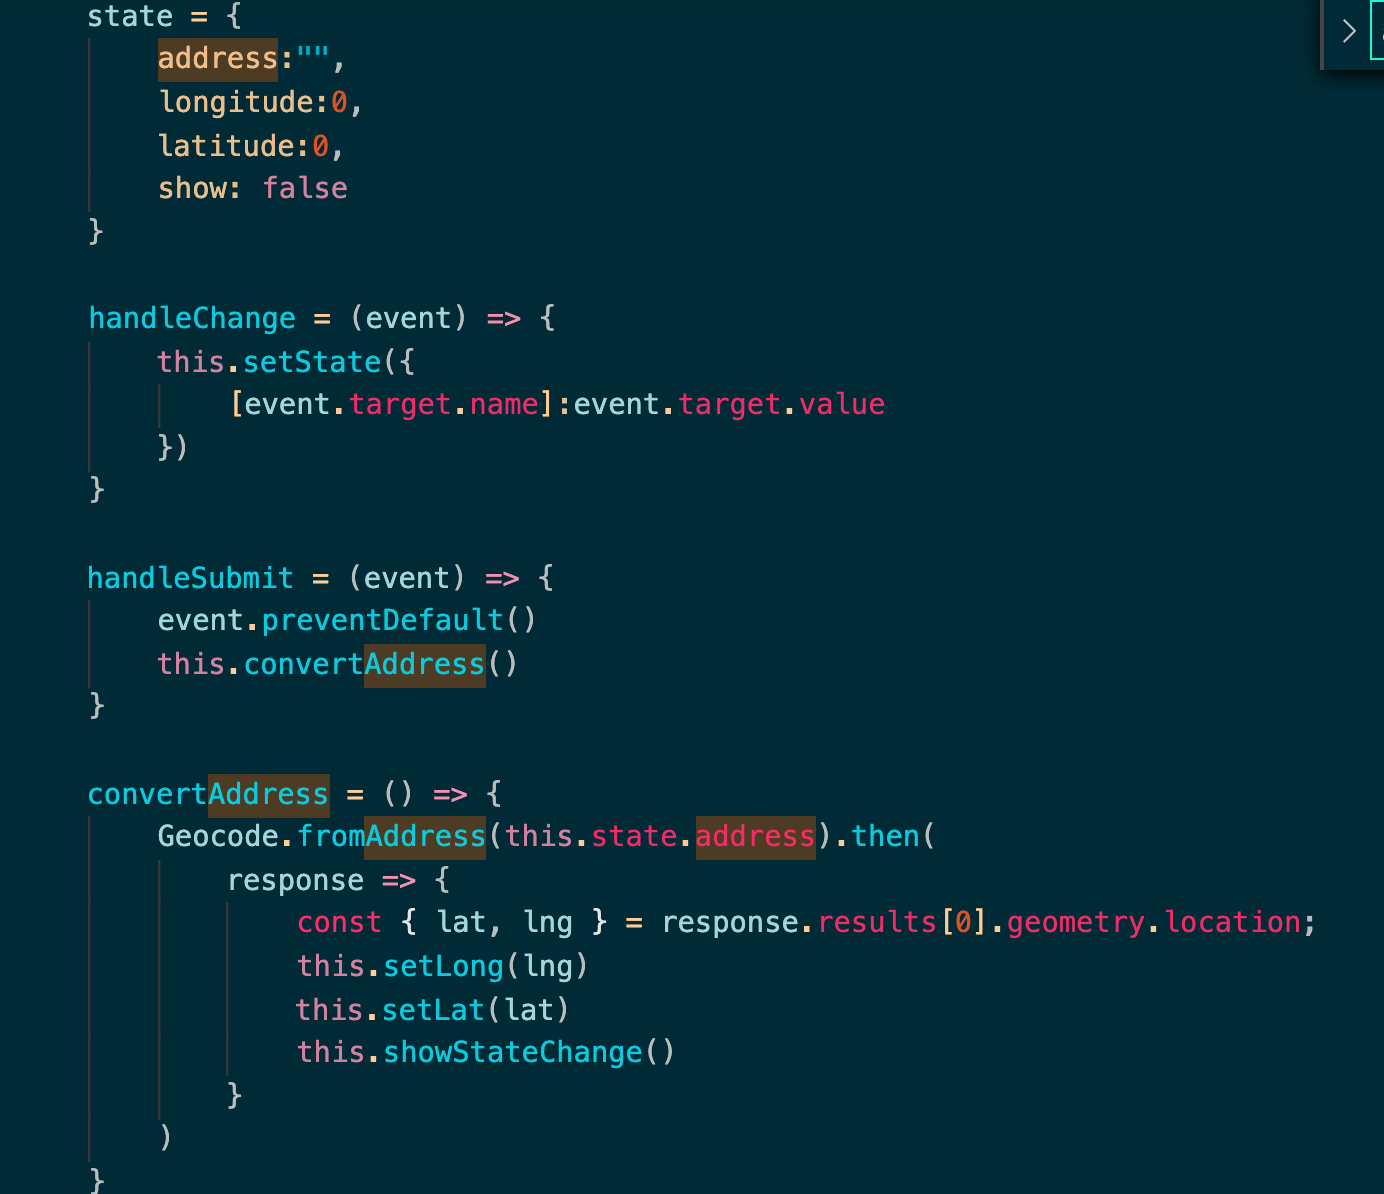 state = {
address:"",
longitude:0,
latitude:0,
show: false
}
handleChange = (event) => {
this.setState({
[event.target.name]:event.target.value
})
}
handleSubmit = (event) => {
event.preventDefault()
this.convertAddress()
}
convertAddress = () => {
Geocode.fromAddress(this.state.address).then(
response => {
const { lat, lng } = response.results[0].geometry.location;
this.setLong(lng)
this.setLat(lat)
this.showStateChange()
}
)
}